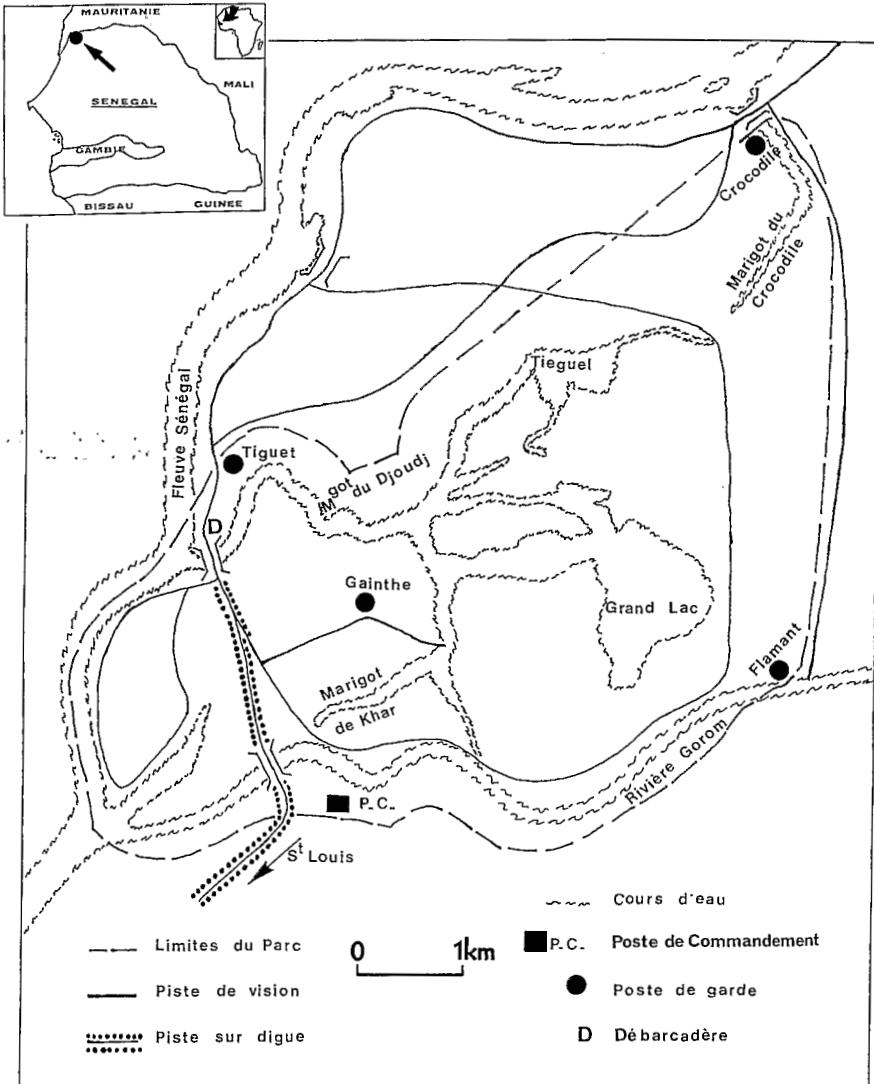 MAURITANIE
MALI
SENEGAL
GAMBIE
BISSAU
GUINEE
Crocodile
Marigot du
Crocodile
Tieguel
Fleuve Sénégal
Tiguet
Mgot du Djoudj
D
Gainthe
Grand Lac
Flamant
Marigot
de Khar
Rivière Gorom
P.C.
St Louis
Cours d'eau
Limites du Parc
0
1km
P.C.
Poste de Commandement
Piste de vision
Poste de garde
Piste sur digue
D
Débarcadère